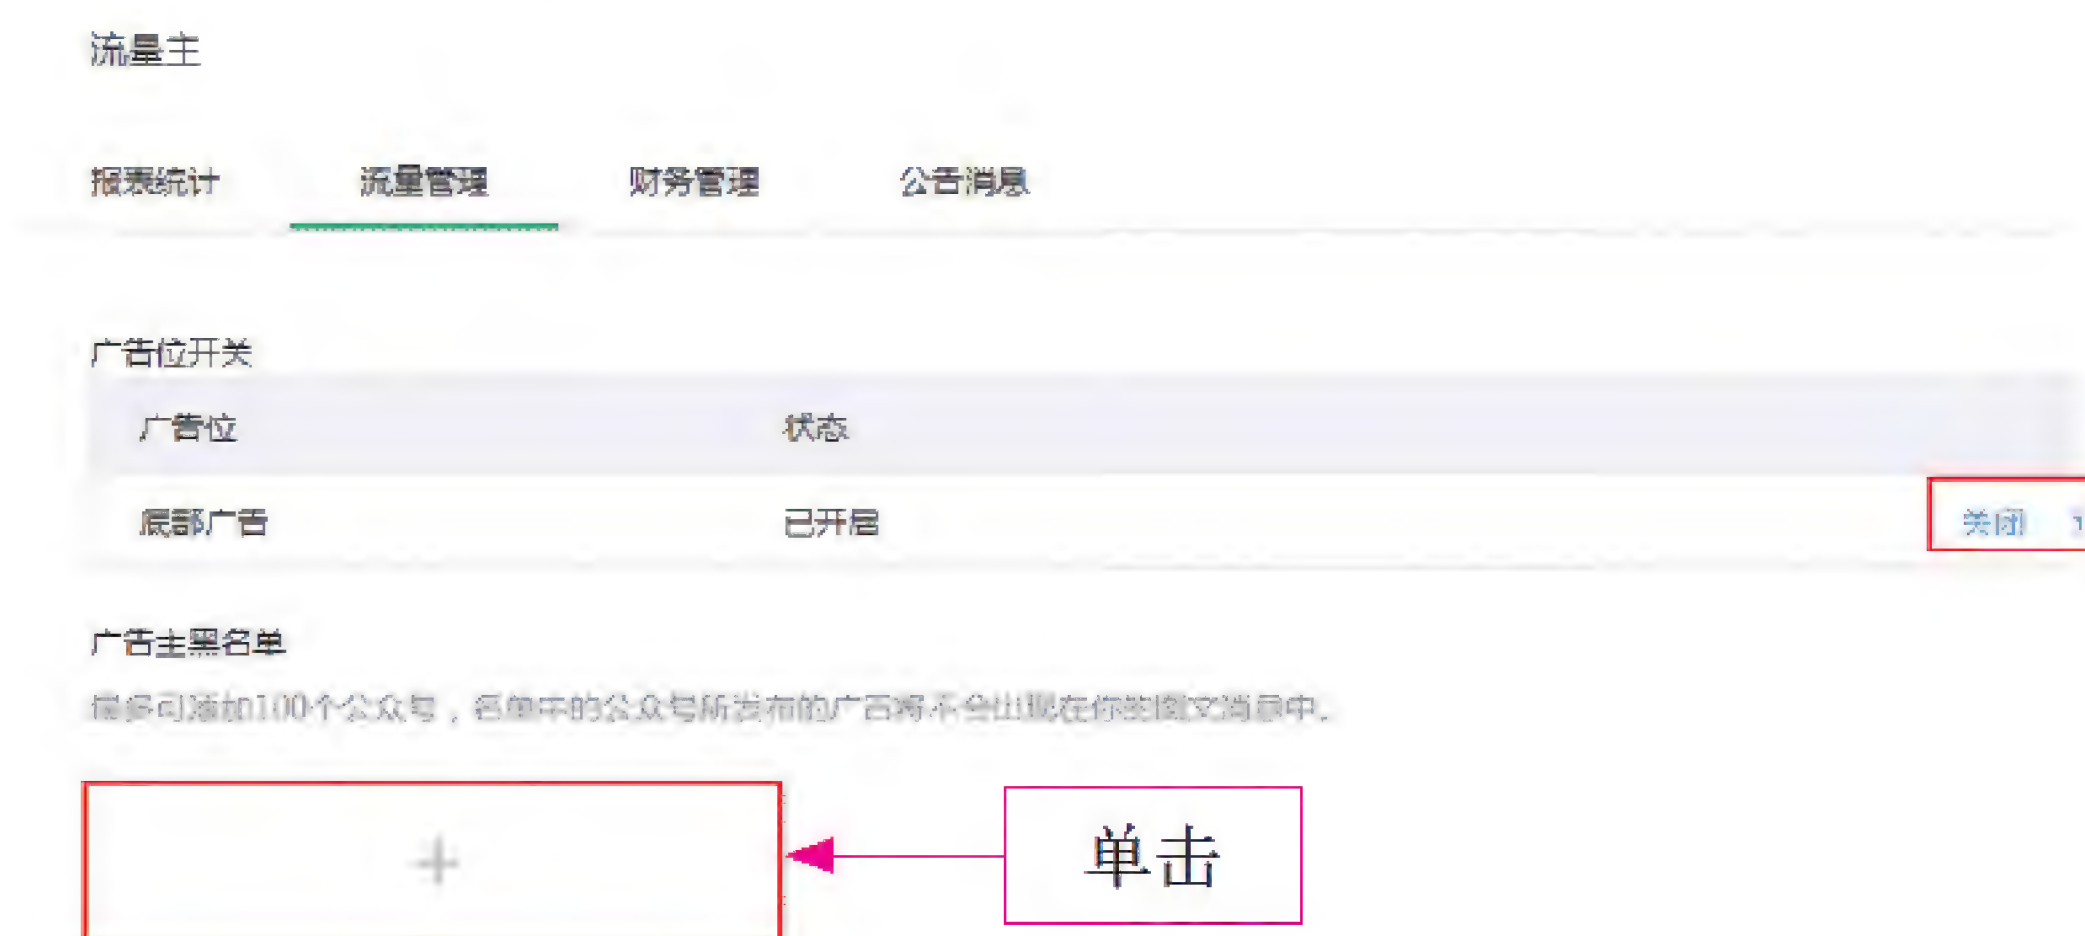 流量主
报表统计 流量管理 财务管理 公告消息
广告位开关
广告位 状态
底部广告 已开启 关闭
广告主黑名单
最多可添加100个公众号，名单中的公众号所发布的广告将不会出现在你的图文消息中。
+
单击